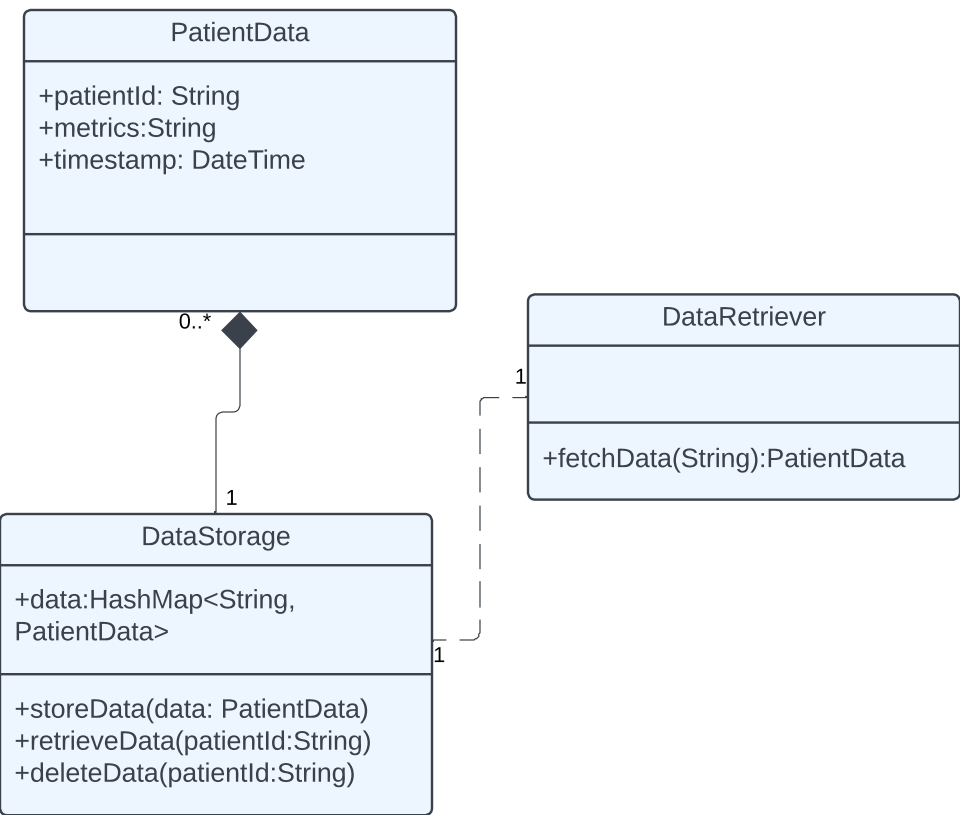 PatientData
+patientId: String
+metrics:String
+timestamp: DateTime
0..*
1
DataStorage
+data:HashMap<String,
PatientData>
+storeData(data: PatientData)
+retrieveData(patientId:String)
+deleteData(patientId:String)
1
1
DataRetriever
+fetchData(String):PatientData